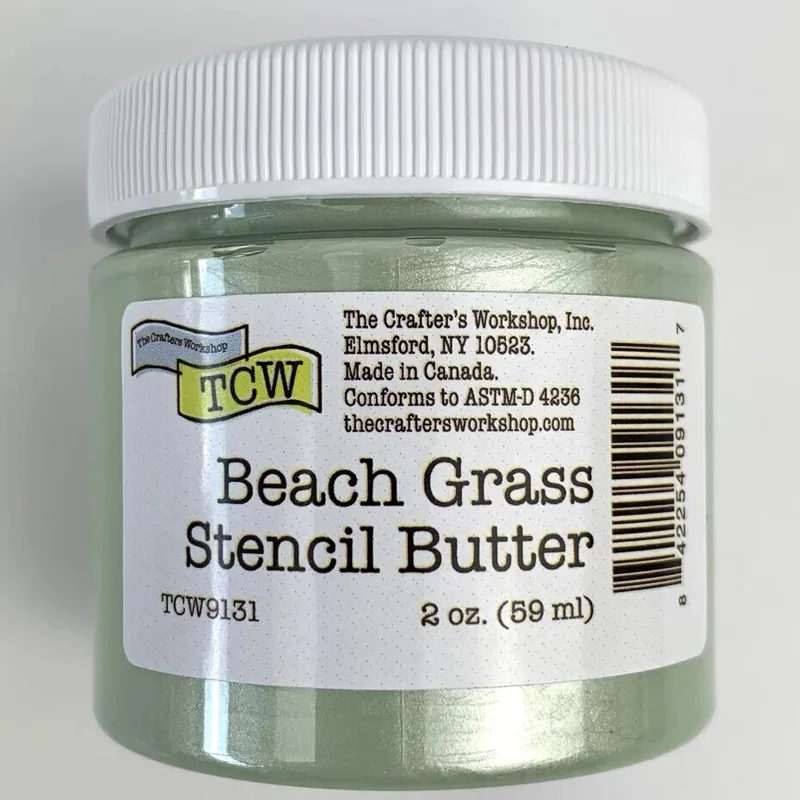 The Crafters Workshop
TCW
The Crafter's Workshop, Inc.
Elmsford, NY 10523.
Made in Canada.
Conforms to ASTM-D 4236
thecraftersworkshop.com
Beach Grass
Stencil Butter
TCW9131
2 oz. (59 ml)
8 42254 09131 7